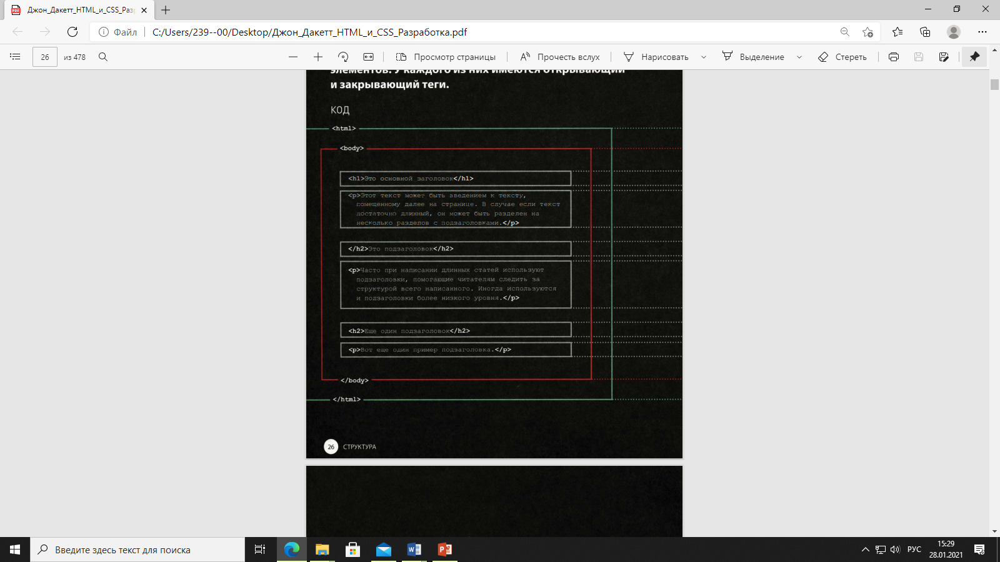 Джон_Дакетт_HTML_и_CSS_Раз
Файл
C:/Users/239--00/Desktop/Джон_Дакетт_HTML_и_CSS_Разработка.pdf
26 из 478
Просмотр страницы
Прочесть вслух
Нарисовать
Выделение
Стереть
элементов. У каждого из них имеются открывающий
и закрывающий теги.
КОД
<html>
<body>
<h1>Это основной заголовок</h1>
<p>Этот текст может быть введением к тексту,
помещенному далее на странице. В случае если текст
достаточно длинный, он может быть разделен на
несколько разделов с подзаголовками.</p>
</h2>Это подзаголовок</h2>
<p>Часто при написании длинных статей используют
подзаголовки, помогающие читателям следить за
структурой всего написанного. Иногда используются
и подзаголовки более низкого уровня.</p>
<h2>Еще один подзаголовок</h2>
<p>Вот еще один пример подзаголовка.</p>
</body>
</html>
26 СТРУКТУРА
Введите здесь текст для поиска
РУС
15:29
28.01.2021